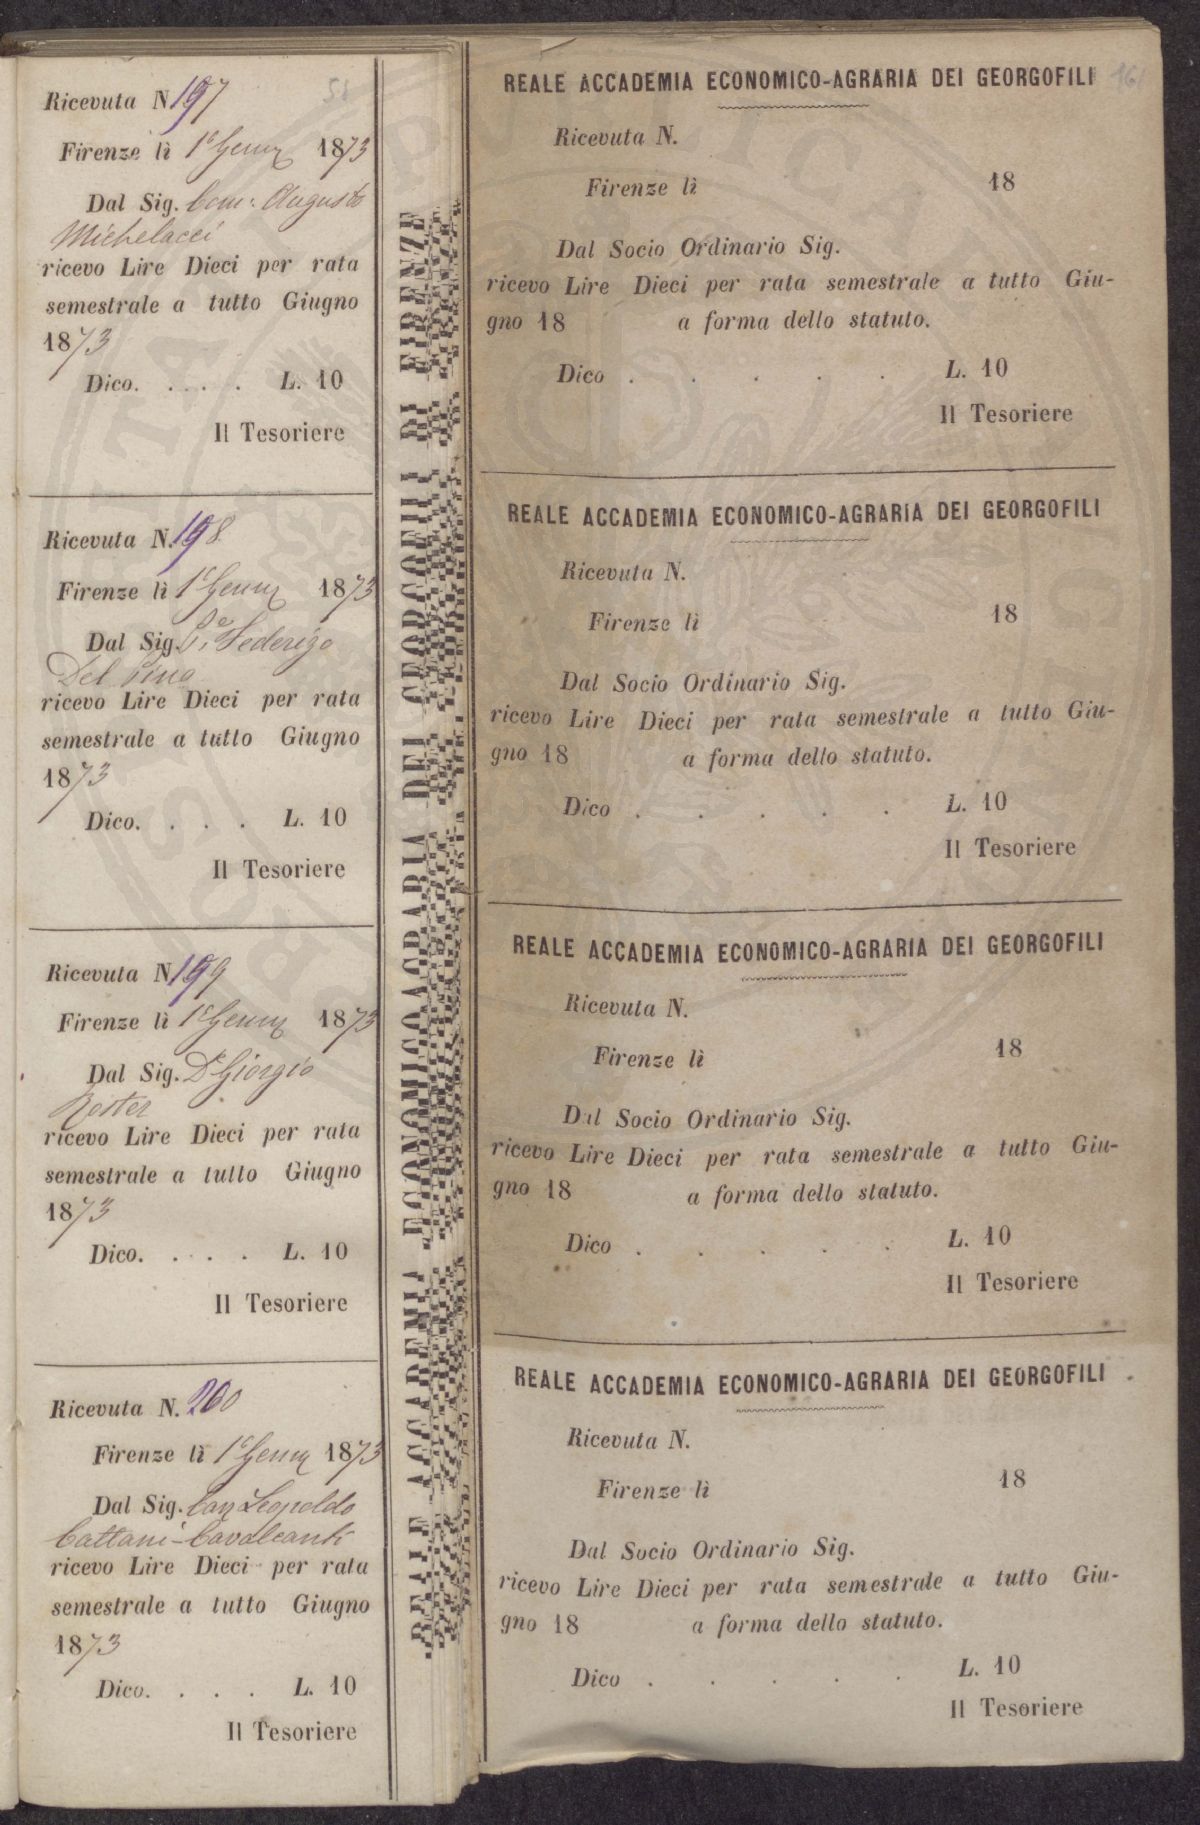 Ricevuta N. 197
Firenze lì 1° Genn 1873
Dal Sig. Com. Augusto
Michelacci
ricevo Lire Dieci per rata
semestrale a tutto Giugno
1873
Dico. . . . . L. 10
Il Tesoriere
Ricevuta N. 198
Firenze lì 1° Genn 1873
Dal Sig. Federigo
Del
ricevo Lire Dieci per rata
semestrale a tutto Giugno
1873
Dico. . . . L. 10
Il Tesoriere
Ricevuta N. 199
Firenze lì 1° Genn 1873
Dal Sig. Dr Giorgio
Roster
ricevo Lire Dieci per rata
semestrale a tutto Giugno
1873
Dico. . . . L. 10
Il Tesoriere
Ricevuta N. 200
Firenze lì 1° Genn 1873
Dal Sig. Cav Leopoldo
Cattani-Cavalcanti
ricevo Lire Dieci per rata
semestrale a tutto Giugno
1873
Dico. . . . L. 10
Il Tesoriere
REALE ACCADEMIA ECONOMICO-AGRARIA DEI GEORGOFILI DI FIRENZE
161
REALE ACCADEMIA ECONOMICO-AGRARIA DEI GEORGOFILI
Ricevuta N.
Firenze lì 18
Dal Socio Ordinario Sig.
ricevo Lire Dieci per rata semestrale a tutto Giu-
gno 18 a forma dello statuto.
Dico . . . . . L. 10
Il Tesoriere
REALE ACCADEMIA ECONOMICO-AGRARIA DEI GEORGOFILI
Ricevuta N.
Firenze lì 18
Dal Socio Ordinario Sig.
ricevo Lire Dieci per rata semestrale a tutto Giu-
gno 18 a forma dello statuto.
Dico . . . . . L. 10
Il Tesoriere
REALE ACCADEMIA ECONOMICO-AGRARIA DEI GEORGOFILI
Ricevuta N.
Firenze lì 18
Dal Socio Ordinario Sig.
ricevo Lire Dieci per rata semestrale a tutto Giu-
gno 18 a forma dello statuto.
Dico . . . . . L. 10
Il Tesoriere
REALE ACCADEMIA ECONOMICO-AGRARIA DEI GEORGOFILI
Ricevuta N.
Firenze lì 18
Dal Socio Ordinario Sig.
ricevo Lire Dieci per rata semestrale a tutto Giu-
gno 18 a forma dello statuto.
Dico . . . . . L. 10
Il Tesoriere